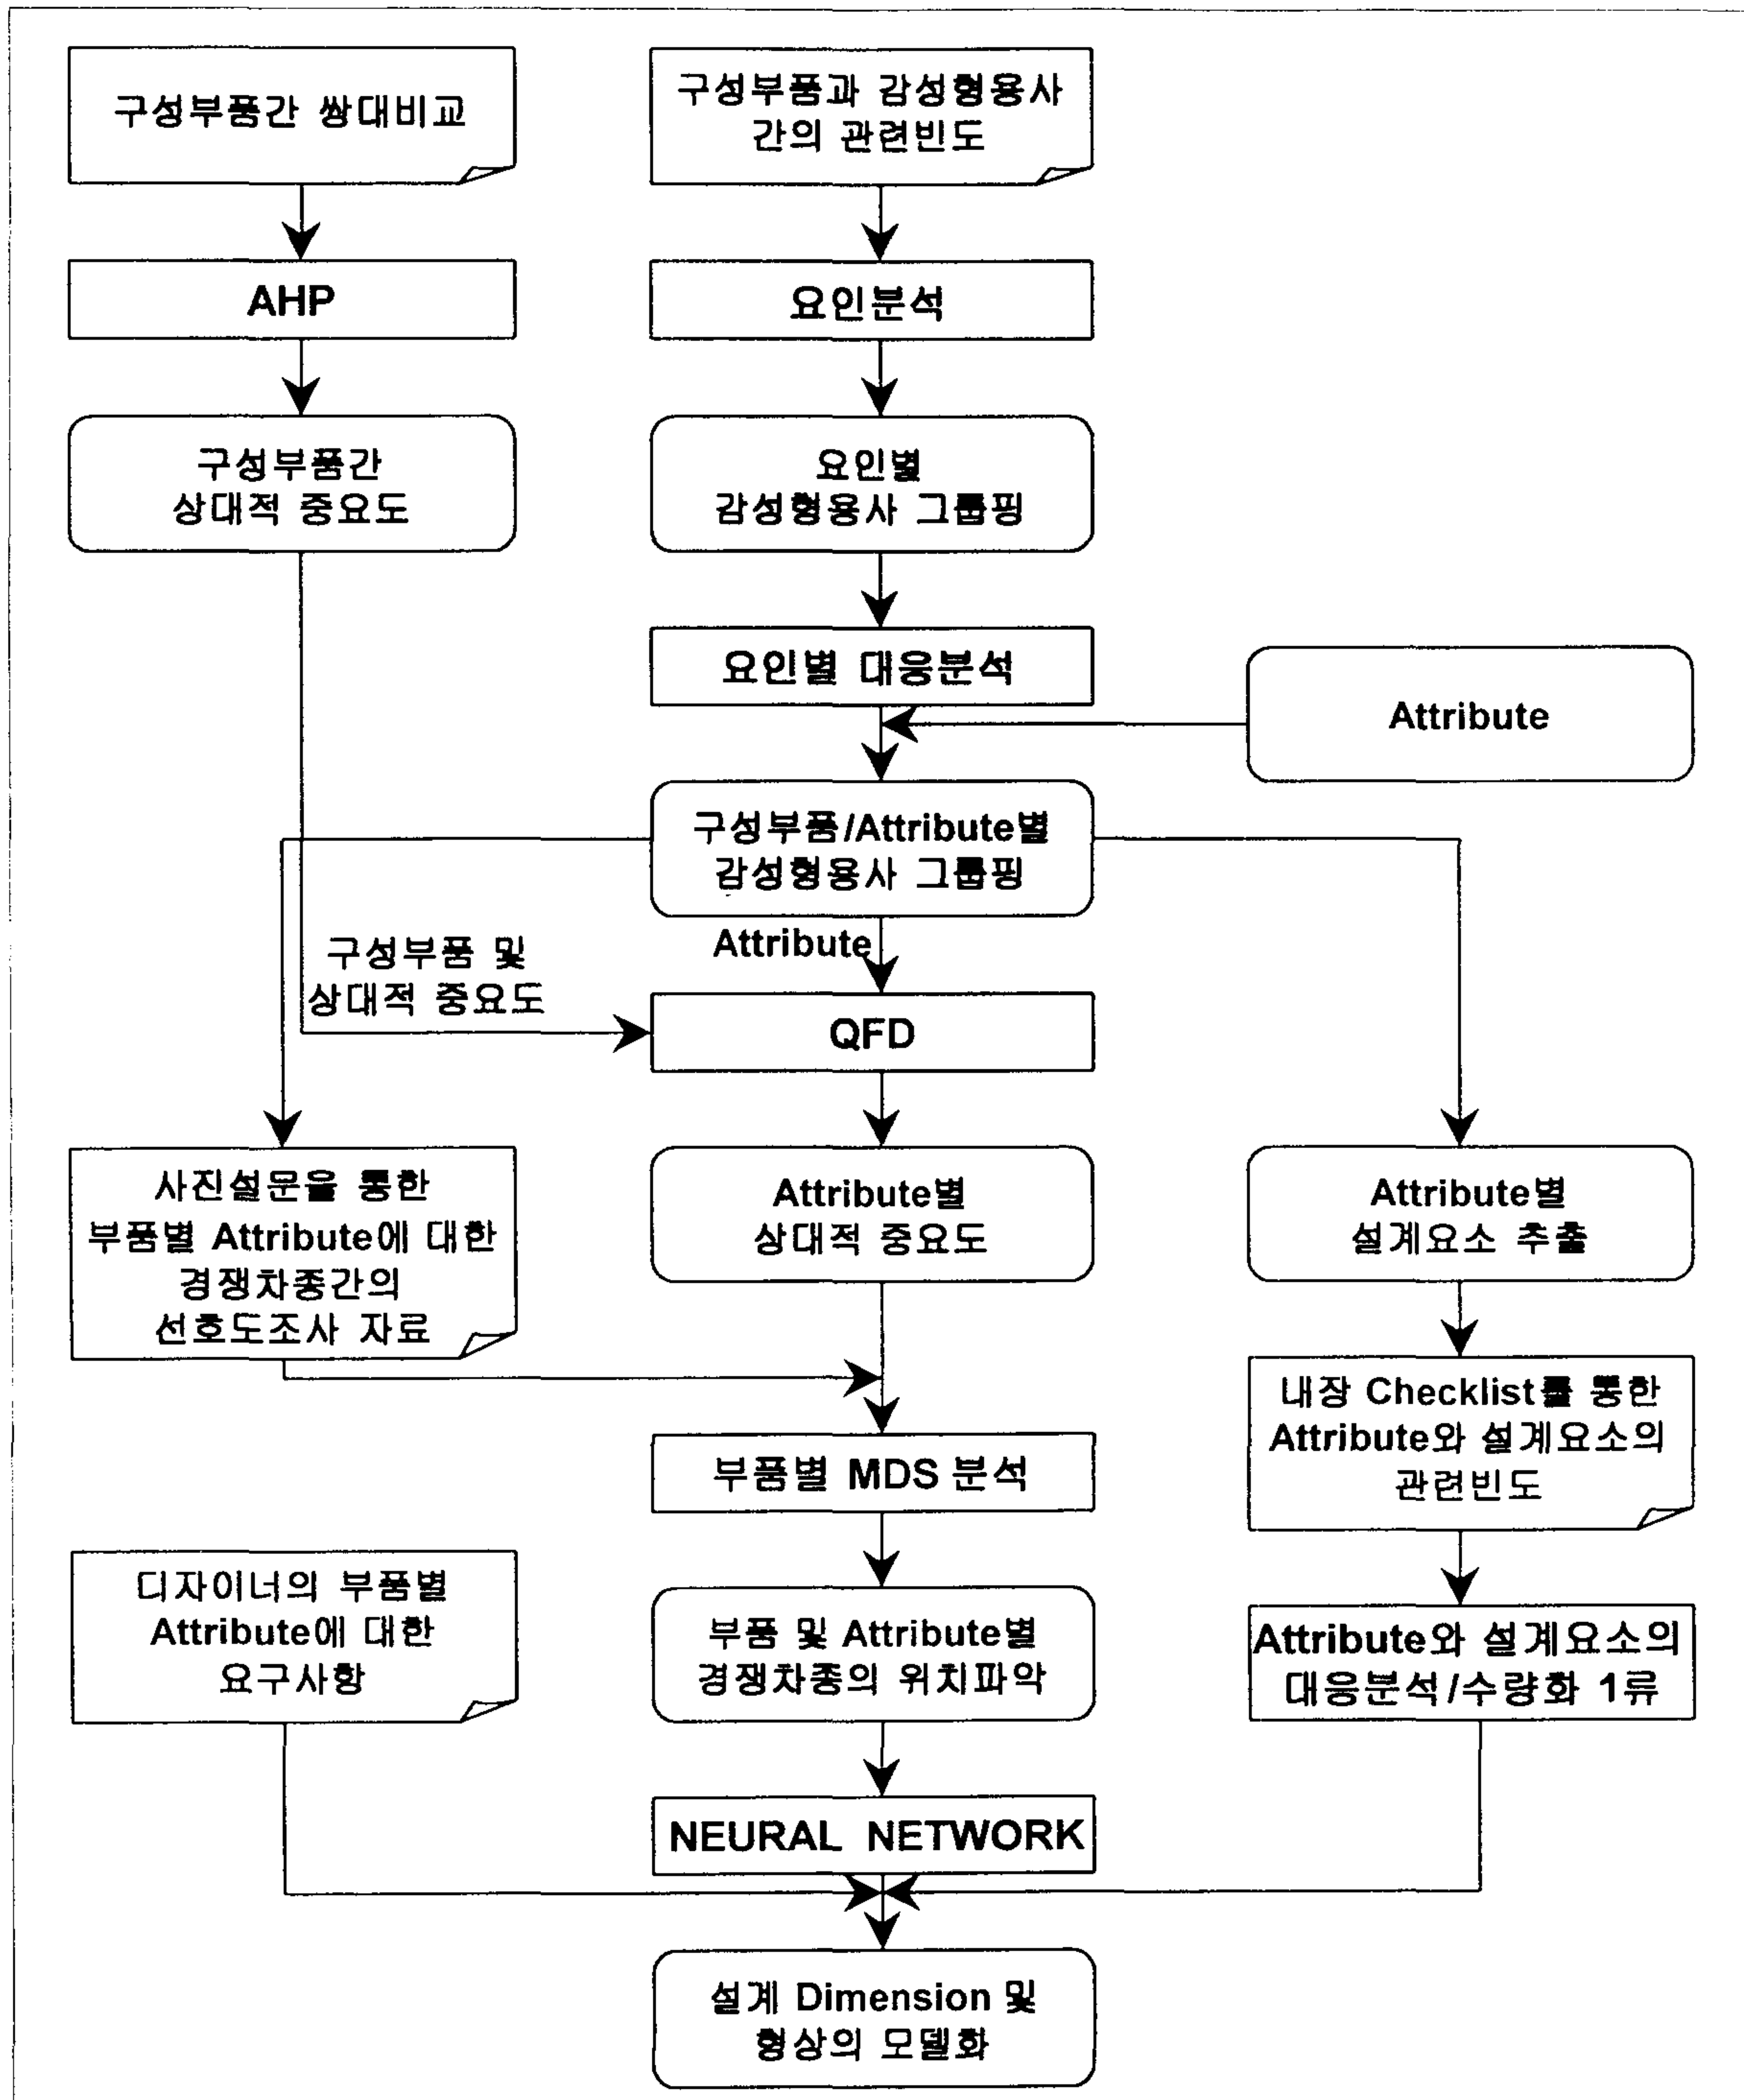 구성부품간 쌍대비교
구성부품과 감성형용사
간의 관련빈도
AHP
요인분석
구성부품간
상대적 중요도
요인별
감성형용사 그룹핑
요인별 대응분석
Attribute
구성부품/Attribute별
감성형용사 그룹핑
구성부품 및
상대적 중요도
Attribute
QFD
사진설문을 통한
부품별 Attribute에 대한
경쟁차종간의
선호도조사 자료
Attribute별
상대적 중요도
Attribute별
설계요소 추출
내장 Checklist를 통한
Attribute와 설계요소의
관련빈도
부품별 MDS 분석
디자이너의 부품별
Attribute에 대한
요구사항
부품 및 Attribute별
경쟁차종의 위치파악
Attribute와 설계요소의
대응분석/수량화 1류
NEURAL NETWORK
설계 Dimension 및
형상의 모델화